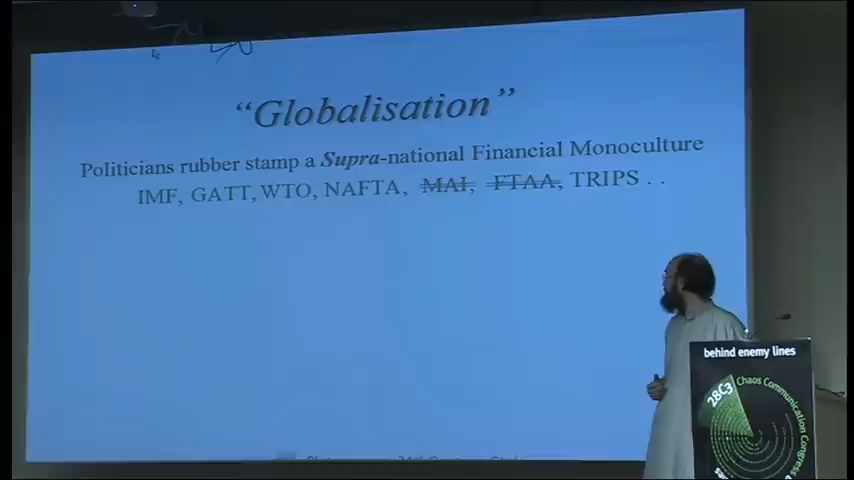 “Globalisation”
Politicians rubber stamp a Supra-national Financial Monoculture
IMF, GATT, WTO, NAFTA, MAI, FTAA, TRIPS . .
behind enemy lines
28C3
Chaos Communication Congress